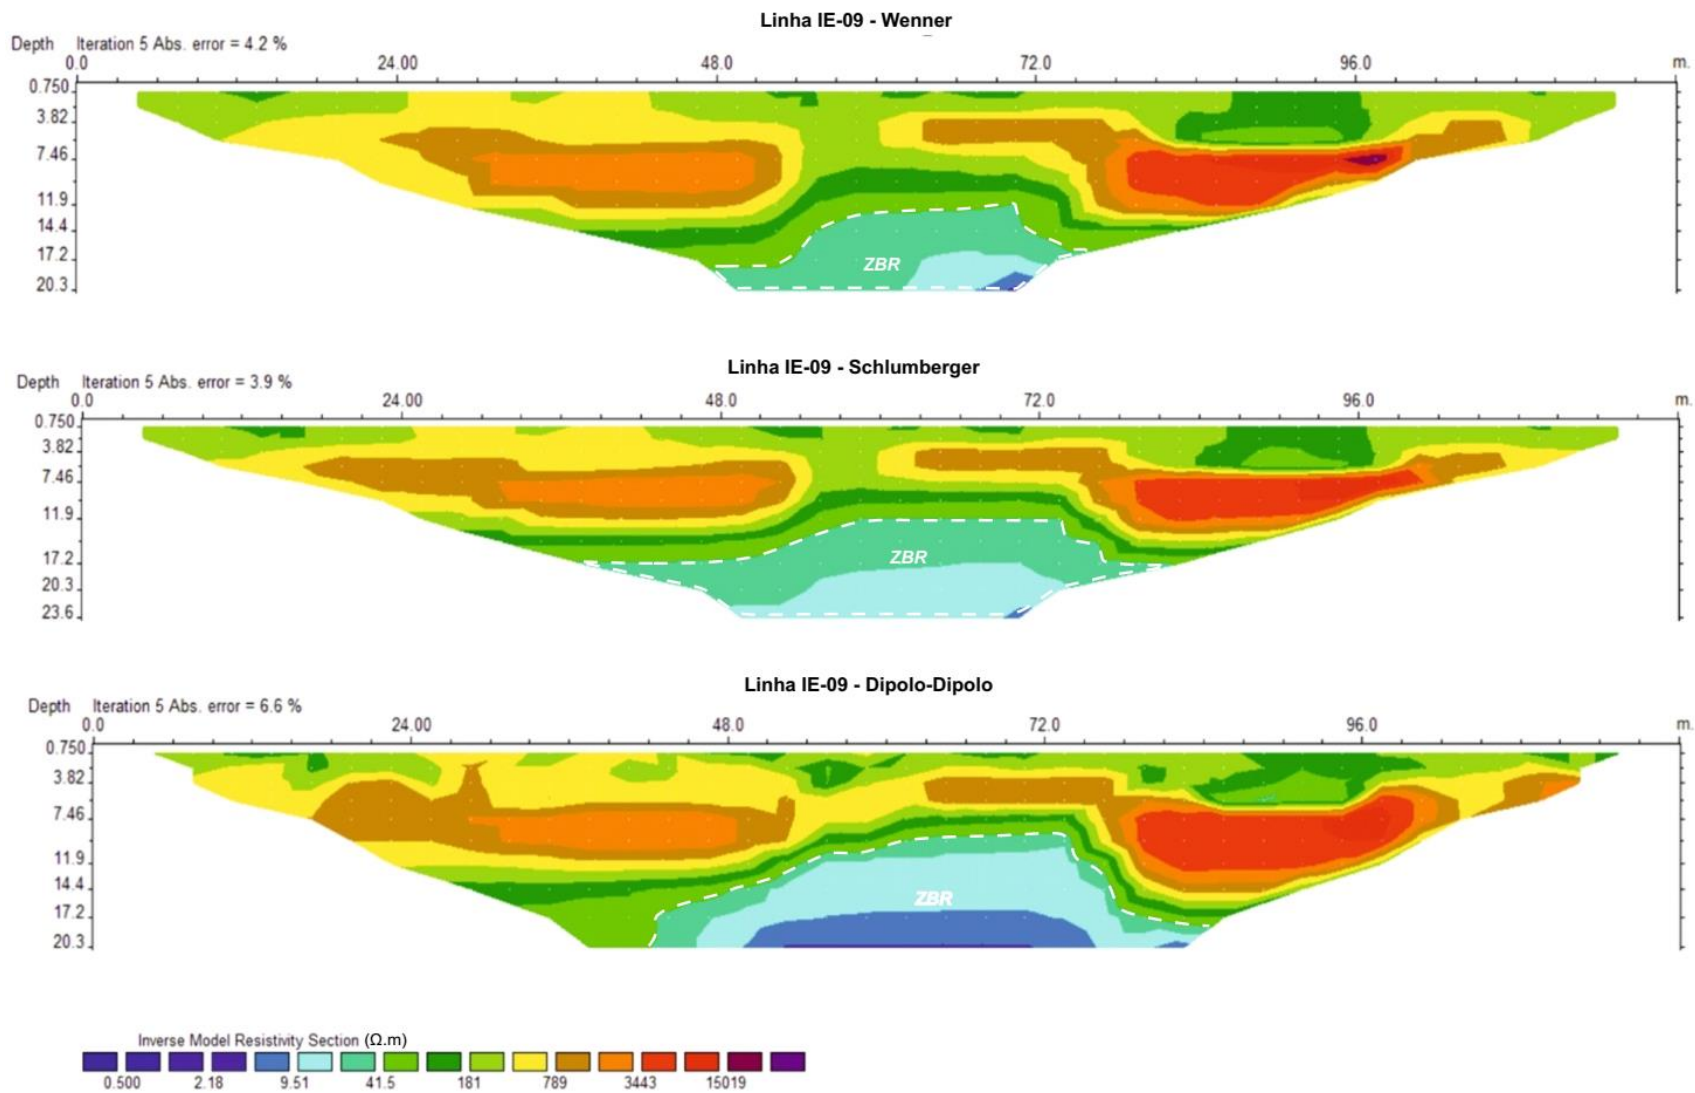 Linha IE-09 - Wenner
Depth Iteration 5 Abs. error = 4.2 %
0.0 24.00 48.0 72.0 96.0 m.
0.750
3.82
7.46
11.9
14.4
17.2
20.3
ZBR
Linha IE-09 - Schlumberger
Depth Iteration 5 Abs. error = 3.9 %
0.0 24.00 48.0 72.0 96.0 m.
0.750
3.82
7.46
11.9
17.2
20.3
23.6
ZBR
Linha IE-09 - Dipolo-Dipolo
Depth Iteration 5 Abs. error = 6.6 %
0.0 24.00 48.0 72.0 96.0 m.
0.750
3.82
7.46
11.9
14.4
17.2
20.3
ZBR
Inverse Model Resistivity Section (Ω.m)
0.500 2.18 9.51 41.5 181 789 3443 15019